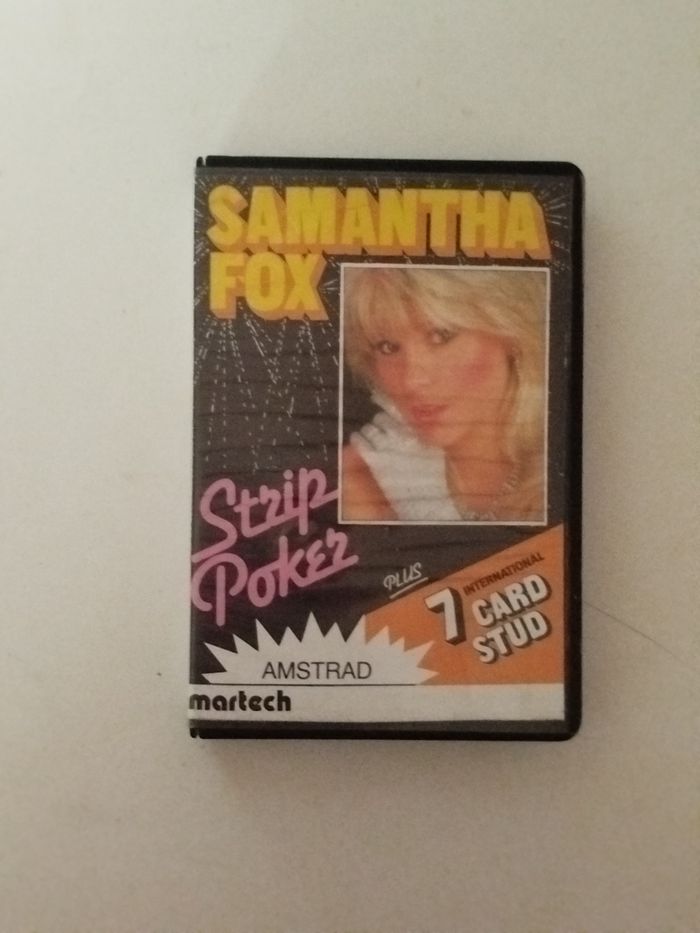 SAMANTHA
FOX
Strip
Poker
PLUS
7 INTERNATIONAL
CARD
STUD
AMSTRAD
martech